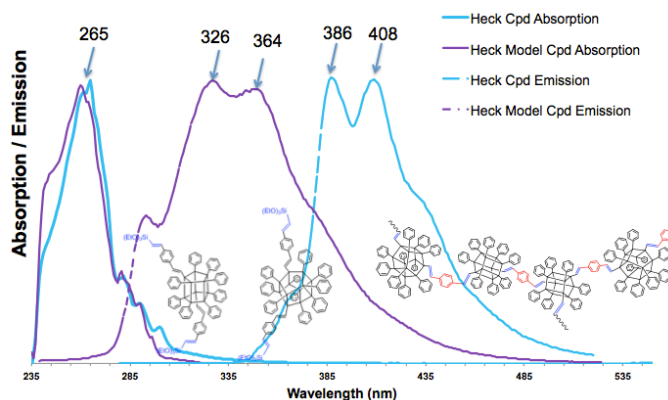 265
326
364
386
408
Heck Cpd Absorption
Heck Model Cpd Absorption
Heck Cpd Emission
Heck Model Cpd Emission
Absorption / Emission
(EtO)₃Si
(EtO)₃Si
235
285
335
385
435
485
535
Wavelength (nm)